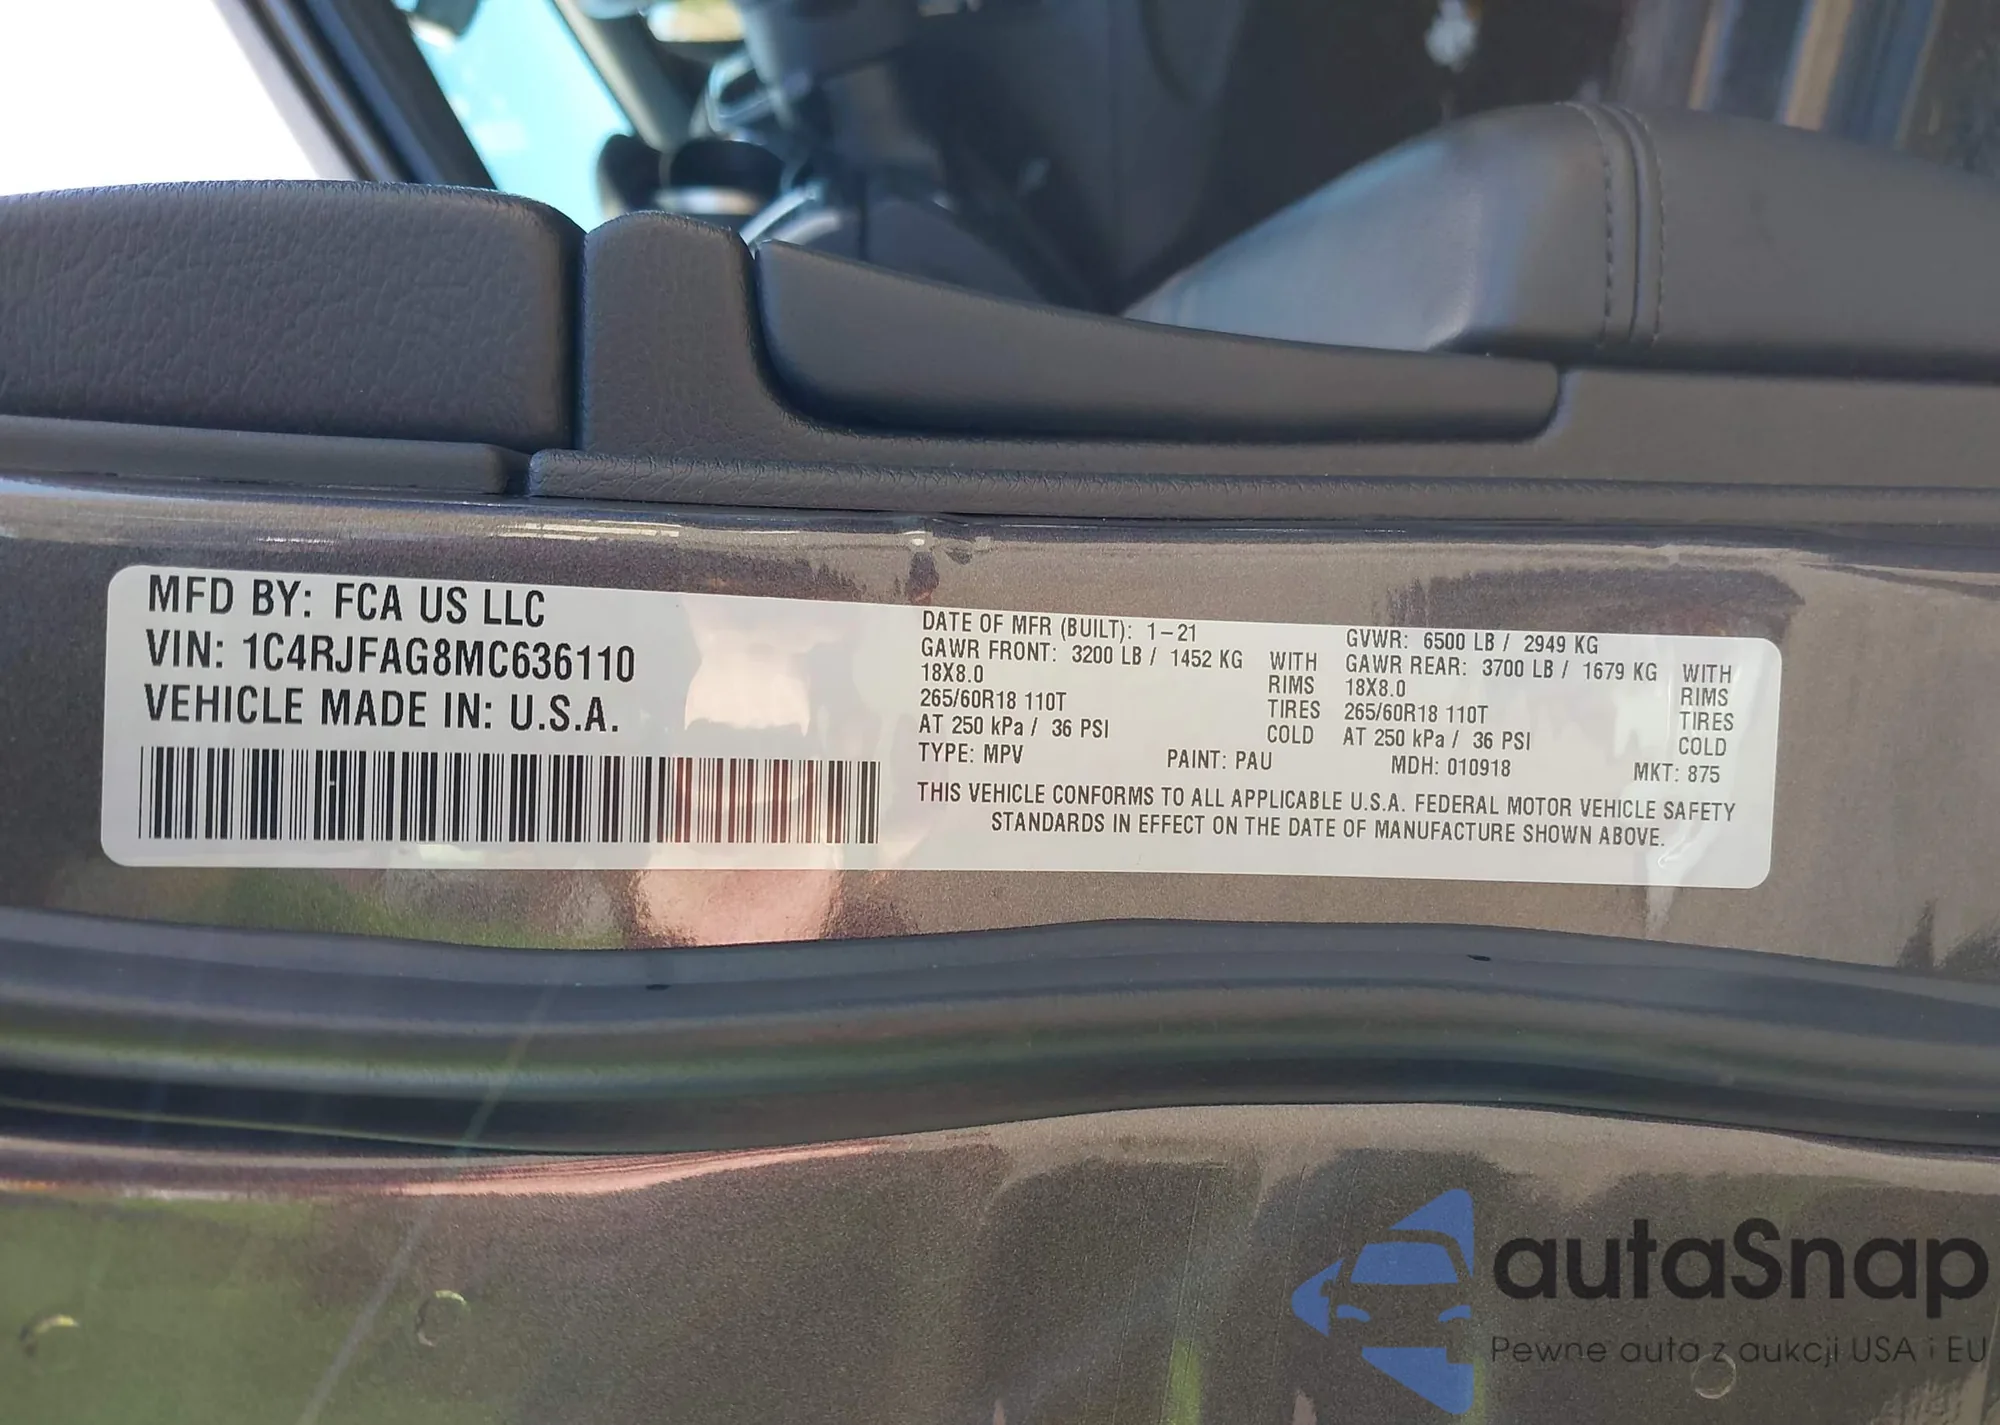 MFD BY: FCA US LLC
VIN: 1C4RJFAG8MC636110
VEHICLE MADE IN: U.S.A.
DATE OF MFR (BUILT): 1-21
GAWR FRONT: 3200 LB / 1452 KG WITH
18X8.0 RIMS
265/60R18 110T TIRES
AT 250 kPa / 36 PSI COLD
GVWR: 6500 LB / 2949 KG
GAWR REAR: 3700 LB / 1679 KG WITH
18X8.0 RIMS
265/60R18 110T TIRES
AT 250 kPa / 36 PSI COLD
TYPE: MPV PAINT: PAU MDH: 010918 MKT: 875
THIS VEHICLE CONFORMS TO ALL APPLICABLE U.S.A. FEDERAL MOTOR VEHICLE SAFETY
STANDARDS IN EFFECT ON THE DATE OF MANUFACTURE SHOWN ABOVE.
autaSnap
Pewne auta z aukcji USA i EU